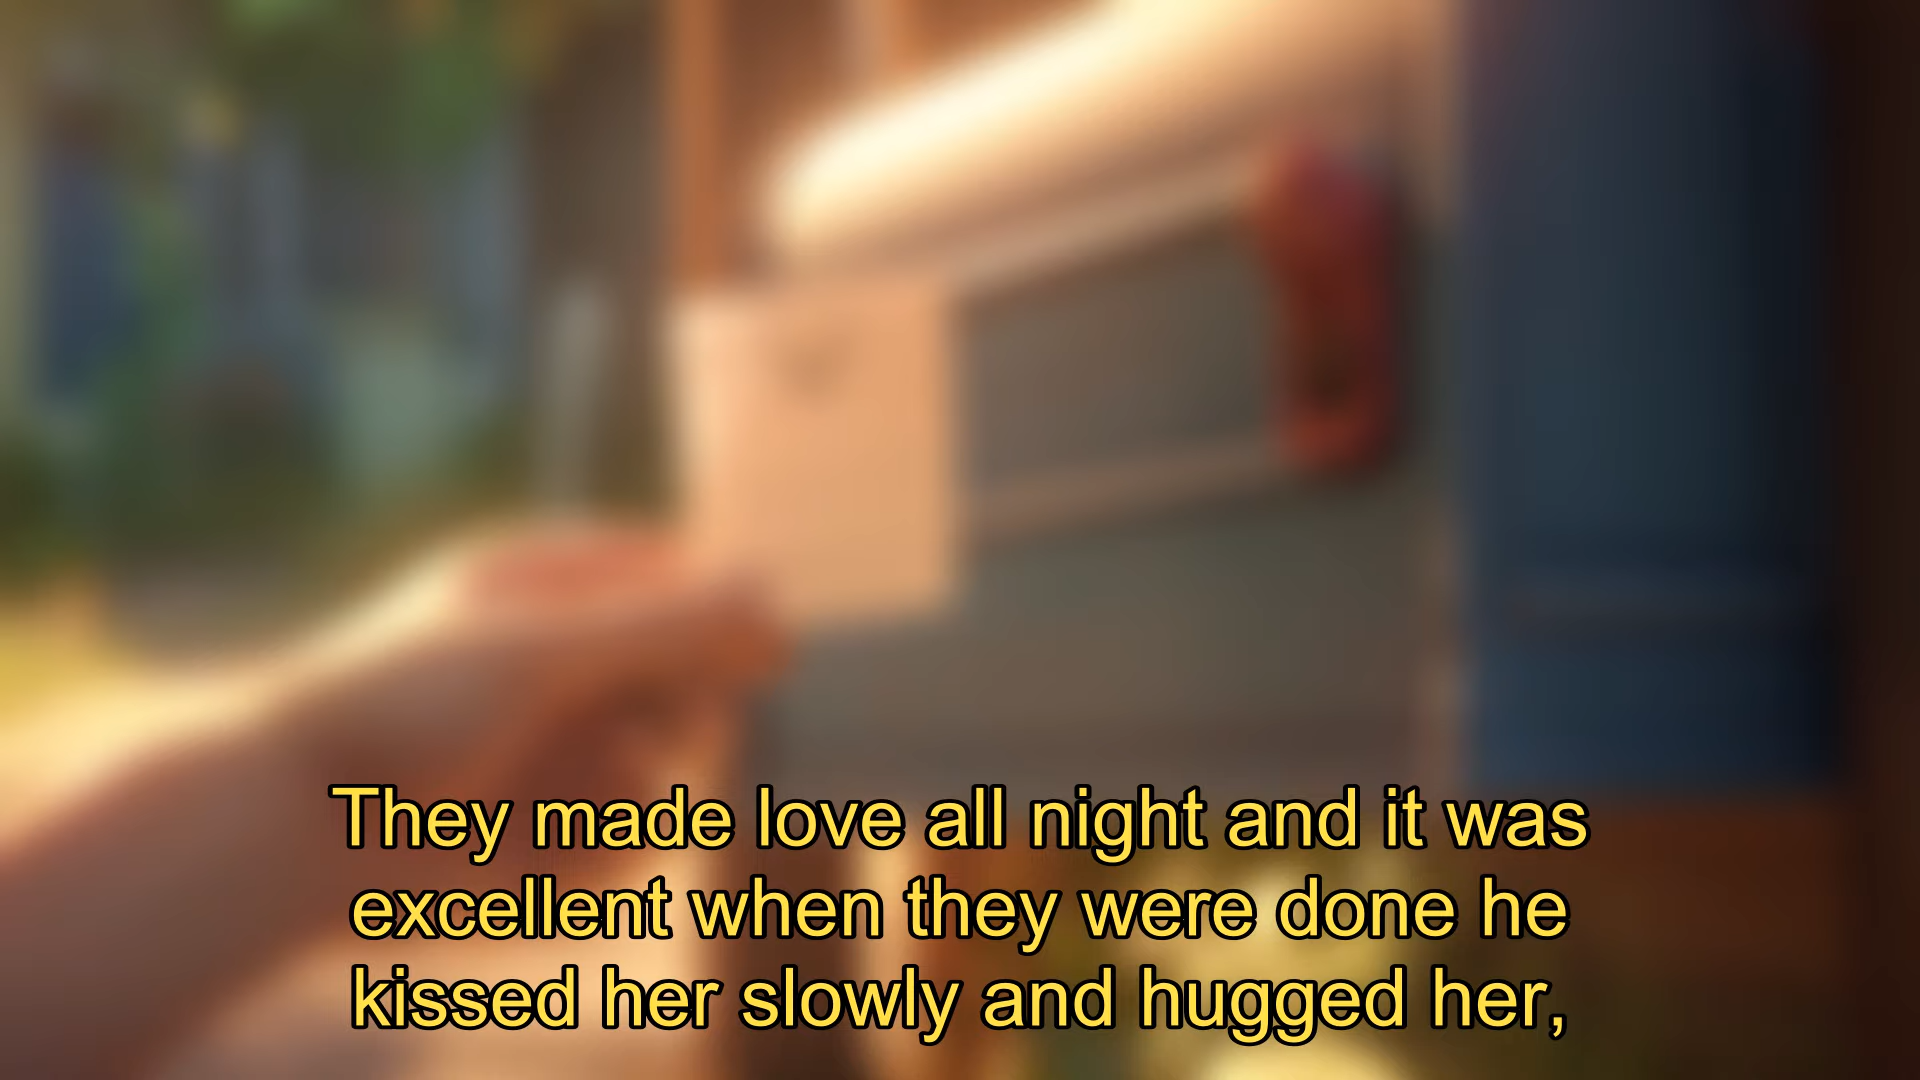 They made love all night and it was
excellent when they were done he
kissed her slowly and hugged her,